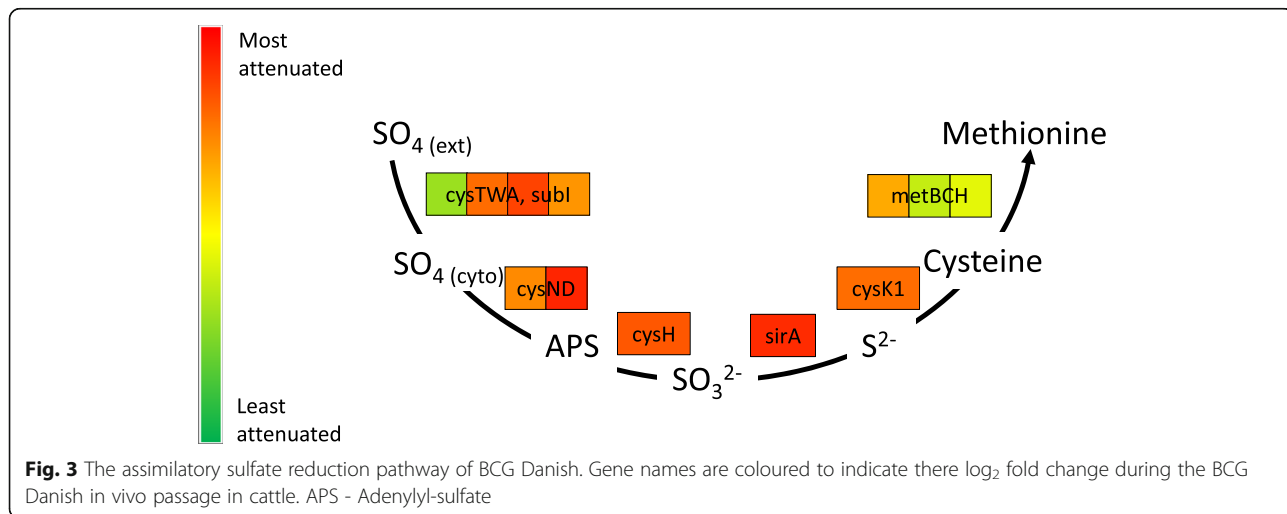 Most
attenuated
SO4 (ext)
Methionine
cysTWA, subI
metBCH
SO4 (cyto)
Cysteine
cysND
cysK1
cysH
sirA
APS
S2-
SO32-
Least
attenuated
Fig. 3 The assimilatory sulfate reduction pathway of BCG Danish. Gene names are coloured to indicate there log2 fold change during the BCG
Danish in vivo passage in cattle. APS - Adenylyl-sulfate